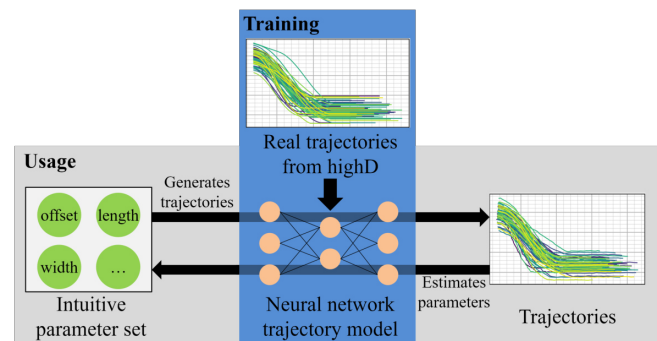 Training
Real trajectories
from highD
Usage
offset
length
width
...
Intuitive
parameter set
Generates
trajectories
Neural network
trajectory model
Estimates
parameters
Trajectories